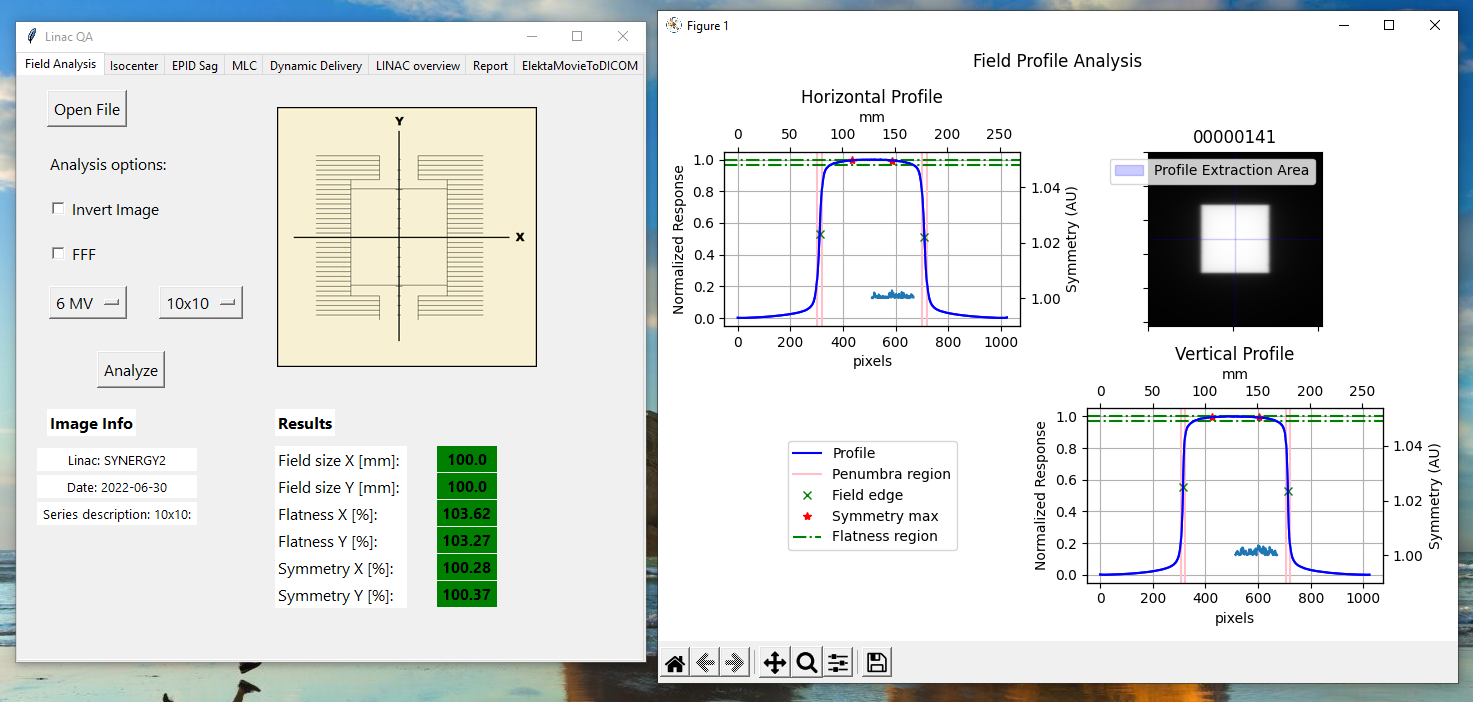 Linac QA
Field Analysis Isocenter EPID Sag MLC Dynamic Delivery LINAC overview Report ElektaMovieToDICOM
Open File
Analysis options:
Invert Image
FFF
6 MV 10x10
Analyze
Y
X
Image Info
Linac: SYNERGY2
Date: 2022-06-30
Series description: 10x10:
Results
Field size X [mm]: 100.0
Field size Y [mm]: 100.0
Flatness X [%]: 103.62
Flatness Y [%]: 103.27
Symmetry X [%]: 100.28
Symmetry Y [%]: 100.37
Figure 1
Field Profile Analysis
Horizontal Profile
mm
0 50 100 150 200 250
1.0
0.8
0.6
0.4
0.2
0.0
Normalized Response
1.04
1.02
1.00
Symmetry (AU)
0 200 400 600 800 1000
pixels
00000141
Profile Extraction Area
Vertical Profile
mm
0 50 100 150 200 250
1.0
0.8
0.6
0.4
0.2
0.0
Normalized Response
1.04
1.02
1.00
Symmetry (AU)
0 200 400 600 800 1000
pixels
Profile
Penumbra region
Field edge
Symmetry max
Flatness region